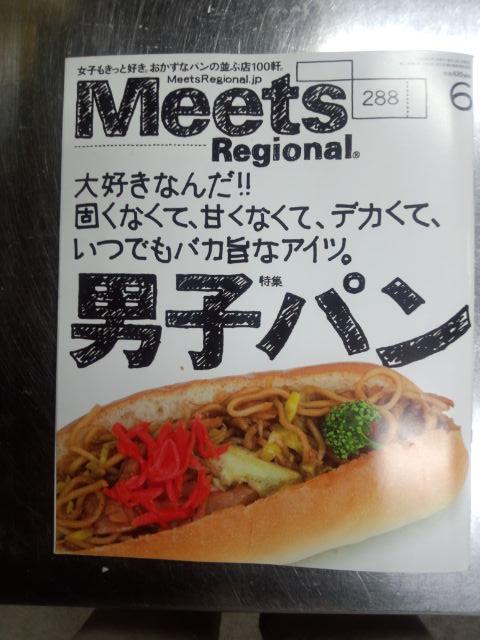 女子もきっと好き。おかずなパンの並ぶ店100軒。
MeetsRegional.jp
Meets
288
6
Regional®
大好きなんだ!!
固くなくて、甘くなくて、デカくて、
いつでもバカ旨なアイツ。
特集
男子パン